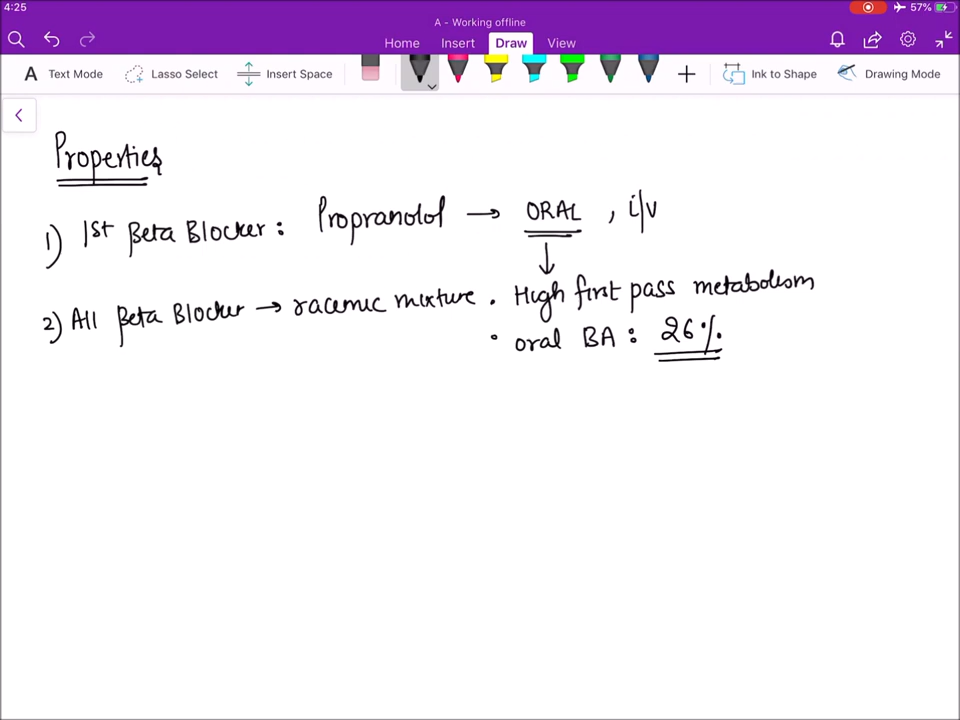 4:25
57%
A - Working offline
Home Insert Draw View
A Text Mode Lasso Select Insert Space Ink to Shape Drawing Mode
Properties
1) 1st Beta Blocker : Propranolol → ORAL , i/v
↓
2) All Beta Blocker → racemic mixture • High first pass metabolism
• oral BA : 26%